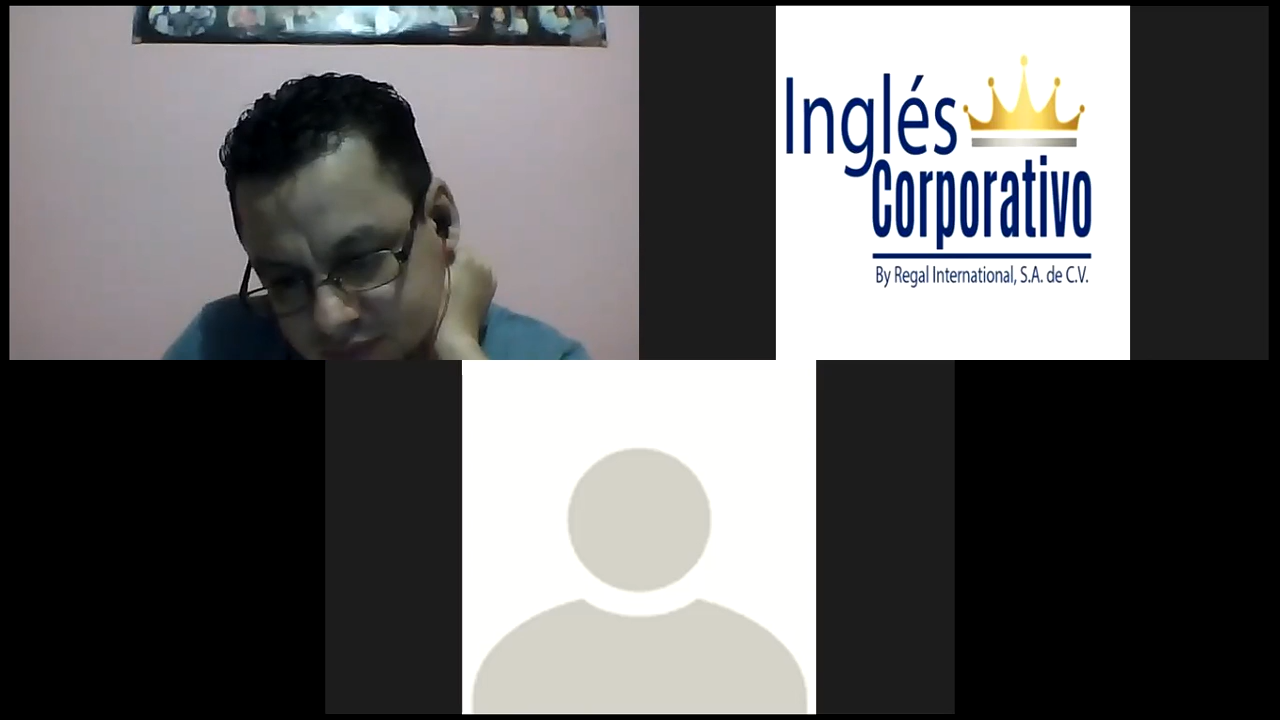 Inglés
Corporativo
By Regal International, S.A. de C.V.